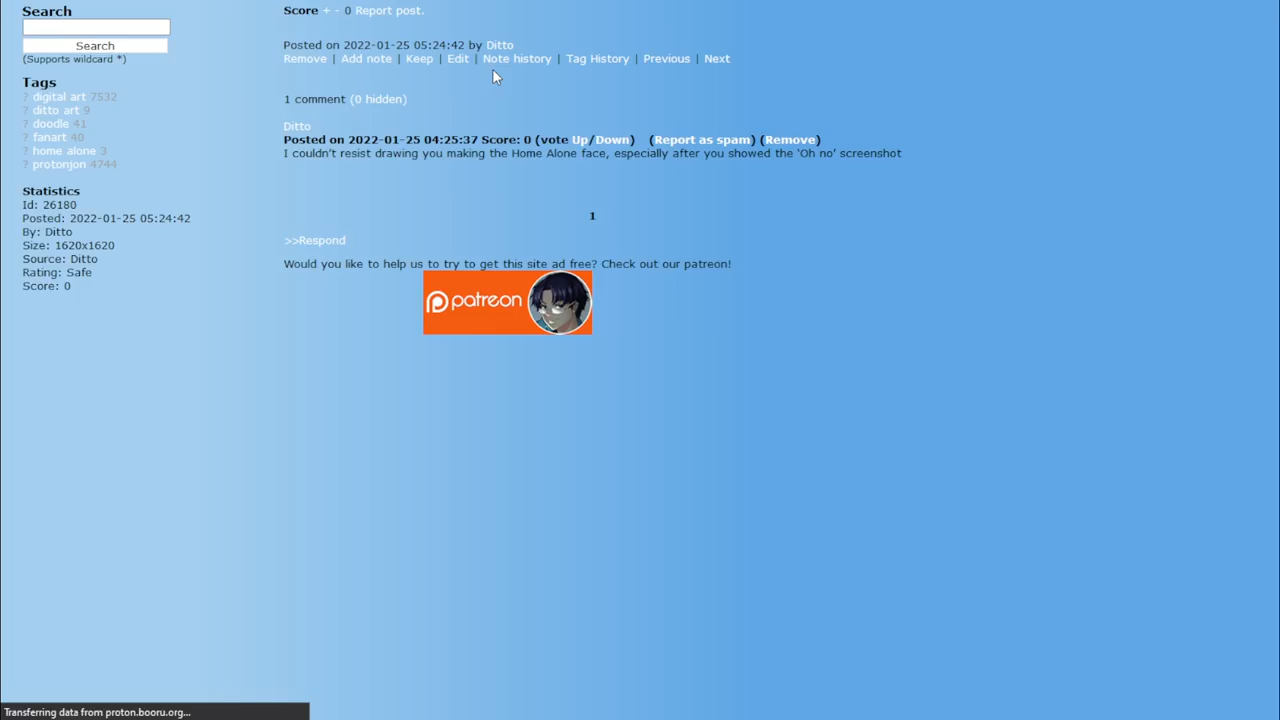 Search
Search
(Supports wildcard *)
Tags
? digital art 7532
? ditto art 9
? doodle 41
? fanart 40
? home alone 3
? protonjon 4744
Statistics
Id: 26180
Posted: 2022-01-25 05:24:42
By: Ditto
Size: 1620x1620
Source: Ditto
Rating: Safe
Score: 0
Score + - 0 Report post.
Posted on 2022-01-25 05:24:42 by Ditto
Remove | Add note | Keep | Edit | Note history | Tag History | Previous | Next
1 comment (0 hidden)
Ditto
Posted on 2022-01-25 04:25:37 Score: 0 (vote Up/Down) (Report as spam) (Remove)
I couldn't resist drawing you making the Home Alone face, especially after you showed the 'Oh no' screenshot
1
>>Respond
Would you like to help us to try to get this site ad free? Check out our patreon!
patreon
Transferring data from proton.booru.org...